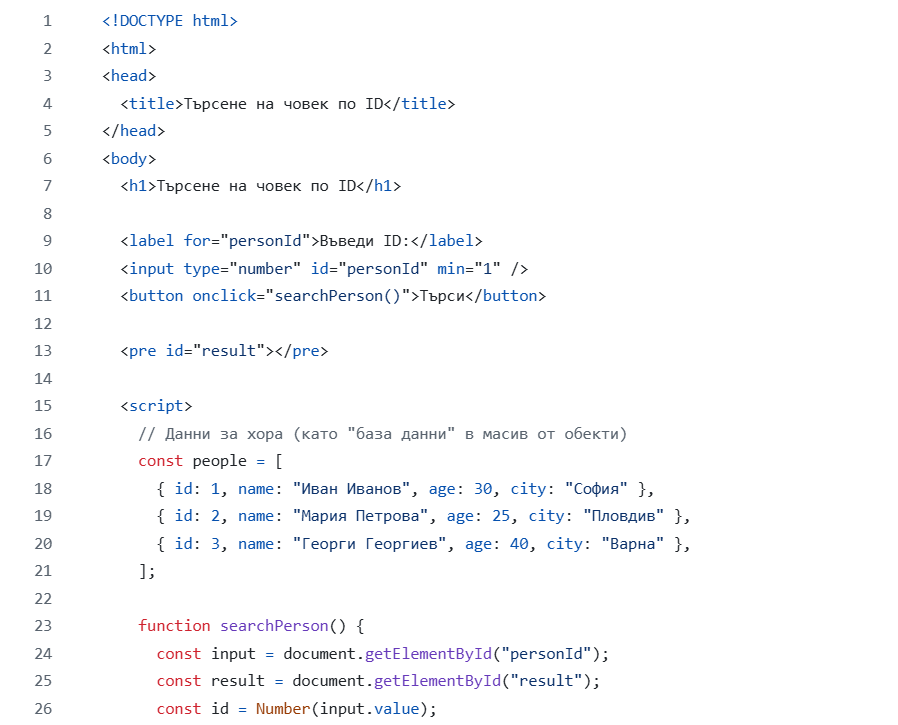 1 <!DOCTYPE html>
2 <html>
3 <head>
4 <title>Търсене на човек по ID</title>
5 </head>
6 <body>
7 <h1>Търсене на човек по ID</h1>
8
9 <label for="personId">Въведи ID:</label>
10 <input type="number" id="personId" min="1" />
11 <button onclick="searchPerson()">Търси</button>
12
13 <pre id="result"></pre>
14
15 <script>
16 // Данни за хора (като "база данни" в масив от обекти)
17 const people = [
18 { id: 1, name: "Иван Иванов", age: 30, city: "София" },
19 { id: 2, name: "Мария Петрова", age: 25, city: "Пловдив" },
20 { id: 3, name: "Георги Георгиев", age: 40, city: "Варна" },
21 ];
22
23 function searchPerson() {
24 const input = document.getElementById("personId");
25 const result = document.getElementById("result");
26 const id = Number(input.value);